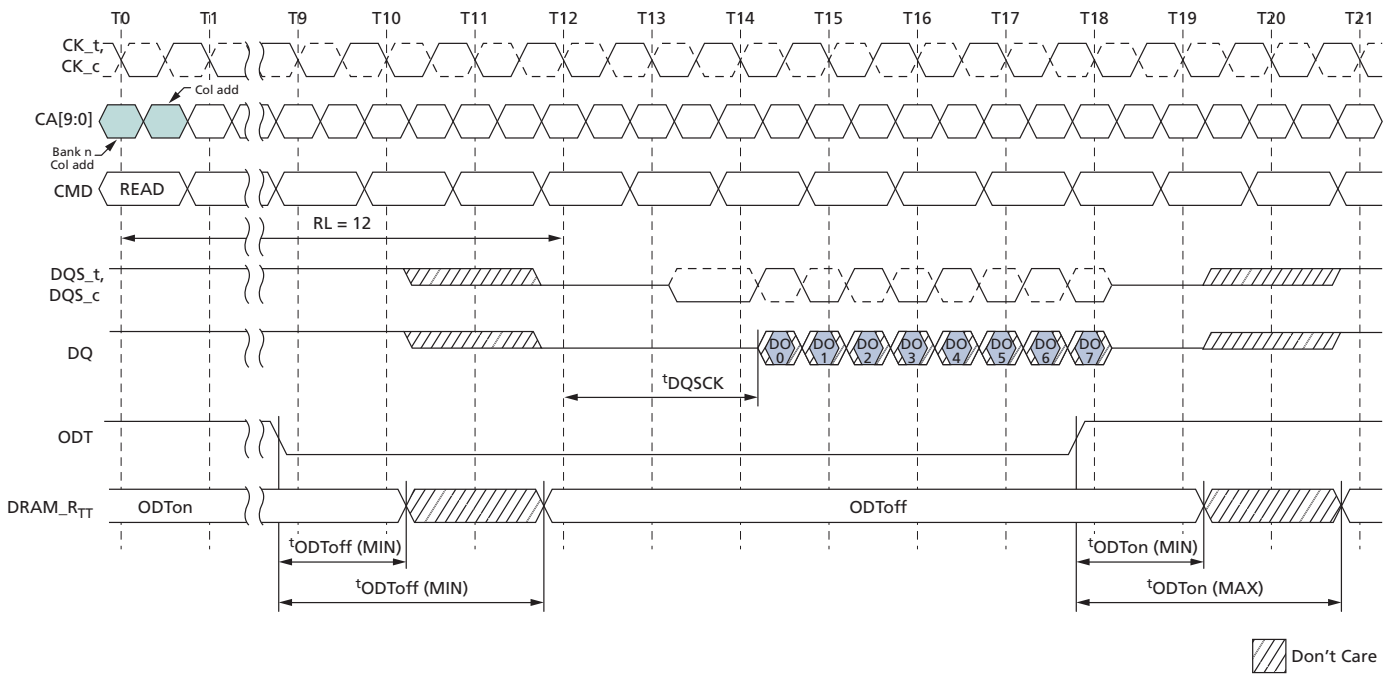 T0 T1 T9 T10 T11 T12 T13 T14 T15 T16 T17 T18 T19 T20 T21
CK_t,
CK_c
Col add
CA[9:0]
Bank n
Col add
CMD READ
RL = 12
DQS_t,
DQS_c
DQ DO 0 DO 1 DO 2 DO 3 DO 4 DO 5 DO 6 DO 7
tDQSCK
ODT
DRAM_RTT ODTon ODToff
tODToff (MIN) tODTon (MIN)
tODToff (MIN) tODTon (MAX)
Don't Care